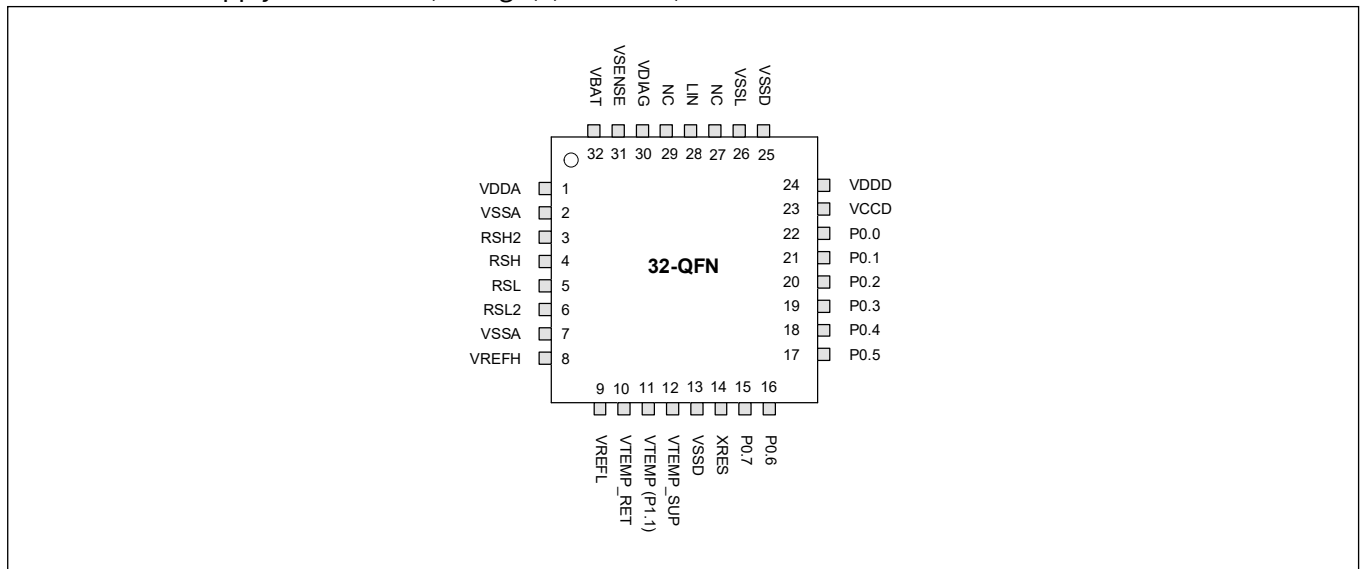 VBAT
VSENSE
VDIAG
NC
LIN
NC
VSSL
VSSD
32 31 30 29 28 27 26 25
VDDA 1
VSSA 2
RSH2 3
RSH 4
RSL 5
RSL2 6
VSSA 7
VREFH 8
32-QFN
24 VDDD
23 VCCD
22 P0.0
21 P0.1
20 P0.2
19 P0.3
18 P0.4
17 P0.5
9 10 11 12 13 14 15 16
VREFL
VTEMP_RET
VTEMP (P1.1)
VTEMP_SUP
VSSD
XRES
P0.7
P0.6